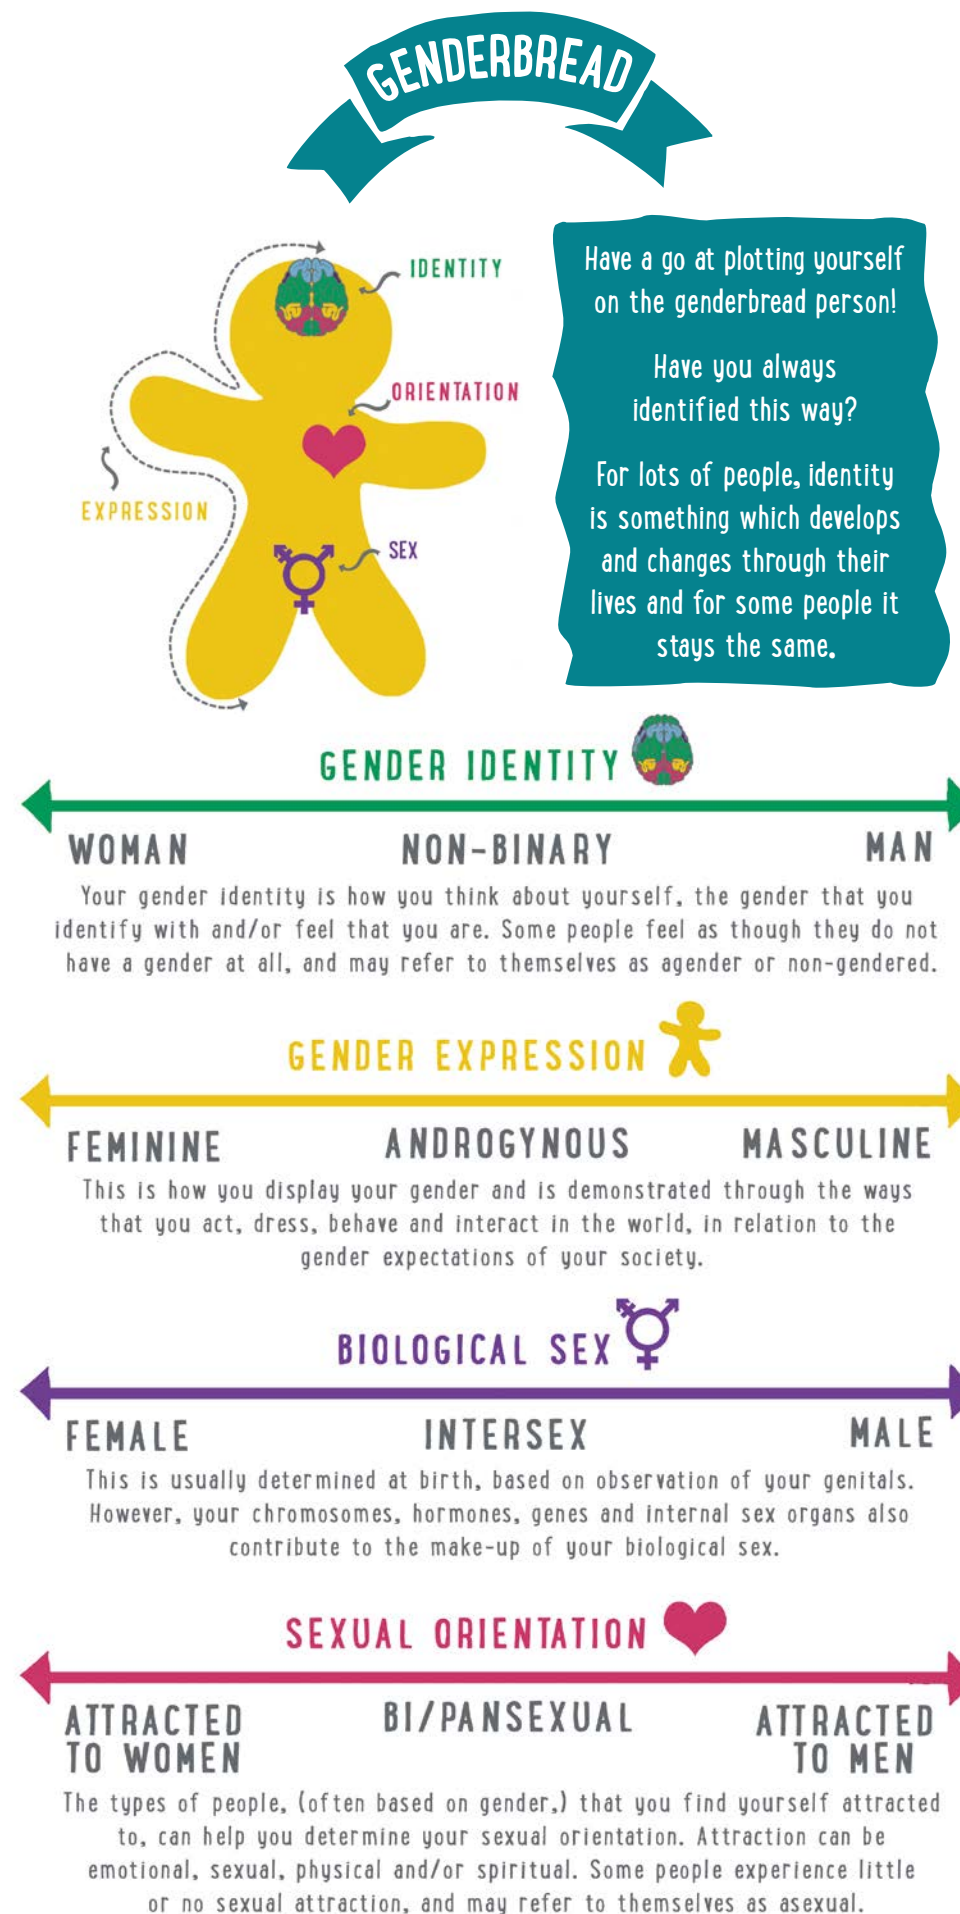 GENDERBREAD
IDENTITY
ORIENTATION
EXPRESSION
SEX
Have a go at plotting yourself
on the genderbread person!
Have you always
identified this way?
For lots of people, identity
is something which develops
and changes through their
lives and for some people it
stays the same.
GENDER IDENTITY
WOMAN NON-BINARY MAN
Your gender identity is how you think about yourself, the gender that you
identify with and/or feel that you are. Some people feel as though they do not
have a gender at all, and may refer to themselves as agender or non-gendered.
GENDER EXPRESSION
FEMININE ANDROGYNOUS MASCULINE
This is how you display your gender and is demonstrated through the ways
that you act, dress, behave and interact in the world, in relation to the
gender expectations of your society.
BIOLOGICAL SEX
FEMALE INTERSEX MALE
This is usually determined at birth, based on observation of your genitals.
However, your chromosomes, hormones, genes and internal sex organs also
contribute to the make-up of your biological sex.
SEXUAL ORIENTATION
ATTRACTED BI/PANSEXUAL ATTRACTED
TO WOMEN TO MEN
The types of people, (often based on gender,) that you find yourself attracted
to, can help you determine your sexual orientation. Attraction can be
emotional, sexual, physical and/or spiritual. Some people experience little
or no sexual attraction, and may refer to themselves as asexual.